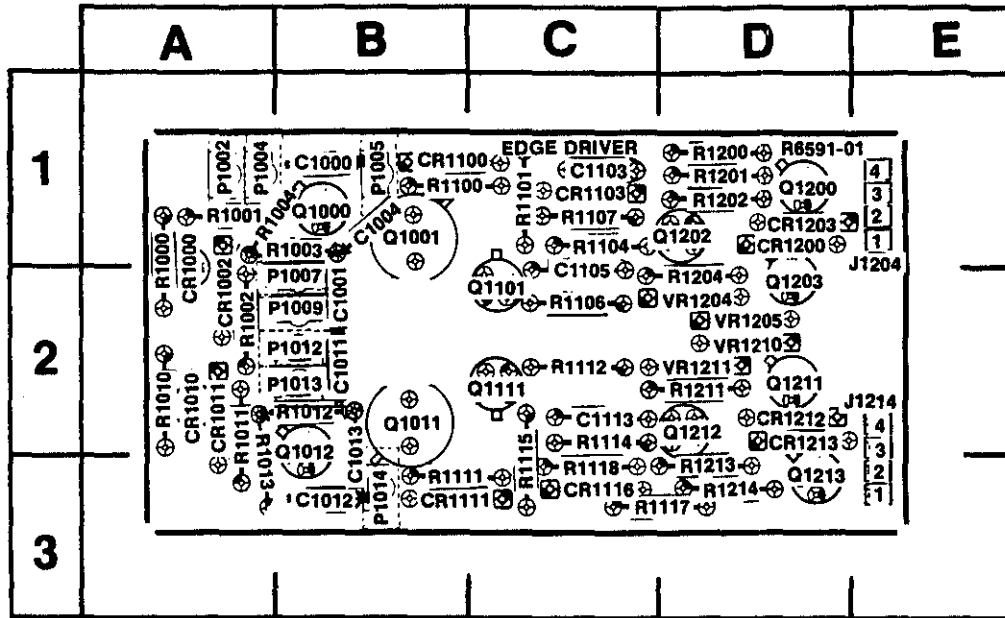 A B C D E
1
2
3
EDGE DRIVER
R6591-01
P1002 P1004 C1000 P1005 CR1100 C1103 R1200
R1100 R1101 CR1103 R1201 Q1200 4
R1001 R1004 Q1000 C1004 Q1001 R1107 R1202 CR1203 3
R1000 CR1000 CR1002 R1003 R1104 Q1202 CR1200 2
1
J1204
R1002 P1007 C1001 Q1101 C1105 R1204 Q1203
P1009 R1106 VR1204
VR1205
P1012 C1011 VR1210
R1010 CR1010 CR1011 P1013 Q1111 R1112 VR1211 Q1211
R1211 J1214
R1011 R1012 Q1011 C1113 Q1212 CR1212 4
R1013 Q1012 C1013 R1115 R1114 CR1213 3
P1014 R1111 R1118 R1213 Q1213 2
C1012 CR1111 CR1116 R1214 1
R1117